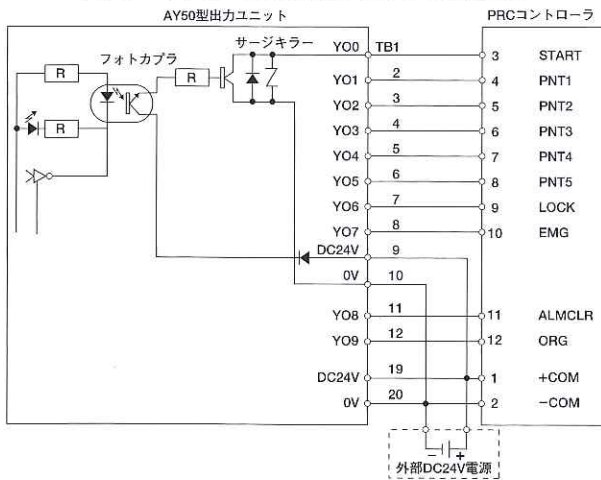 AY50型出力ユニット
PRCコントローラ
サージキラー
フォトカプラ
R
R
R
YO0 TB1 3 START
YO1 2 4 PNT1
YO2 3 5 PNT2
YO3 4 6 PNT3
YO4 5 7 PNT4
YO5 6 8 PNT5
YO6 7 9 LOCK
YO7 8 10 EMG
DC24V 9
0V 10
YO8 11 11 ALMCLR
YO9 12 12 ORG
DC24V 19 1 +COM
0V 20 2 −COM
− +
外部DC24V電源